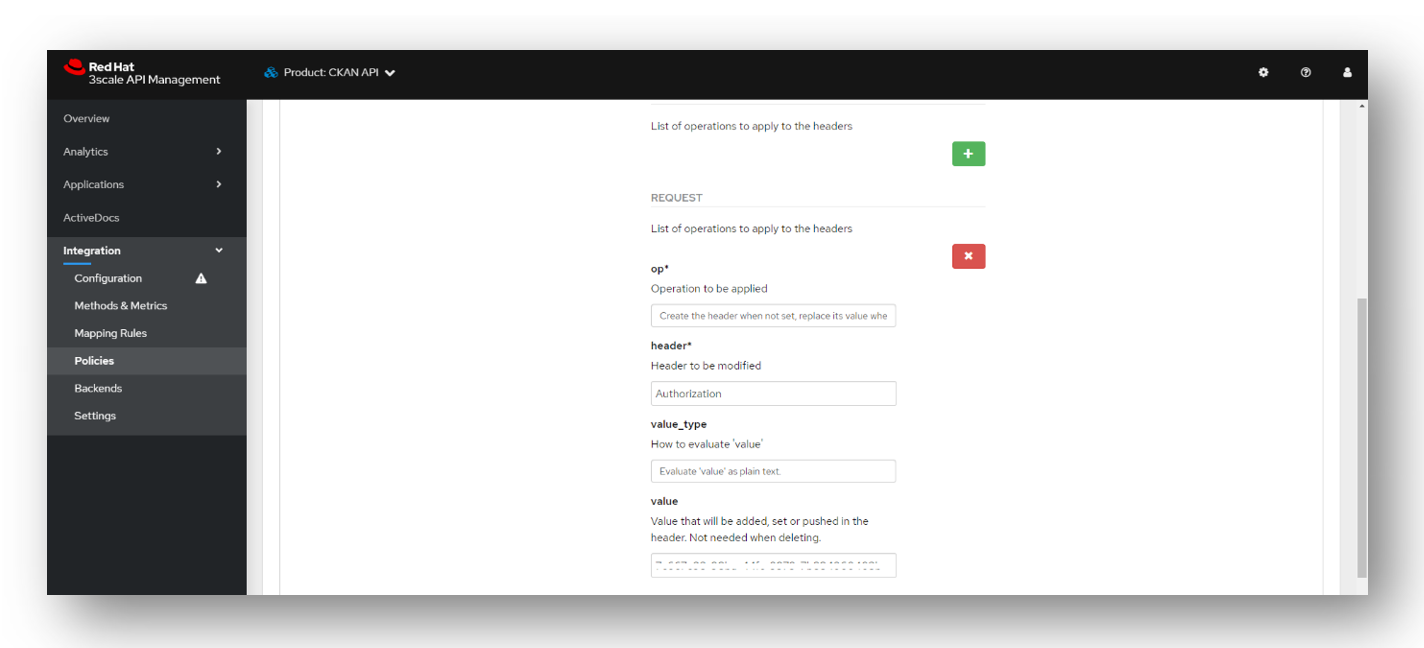 Red Hat
3scale API Management
Product: CKAN API
Overview
Analytics
Applications
ActiveDocs
Integration
Configuration
Methods & Metrics
Mapping Rules
Policies
Backends
Settings
List of operations to apply to the headers
REQUEST
List of operations to apply to the headers
op*
Operation to be applied
Create the header when not set, replace its value whe
header*
Header to be modified
Authorization
value_type
How to evaluate 'value'
Evaluate 'value' as plain text.
value
Value that will be added, set or pushed in the
header. Not needed when deleting.